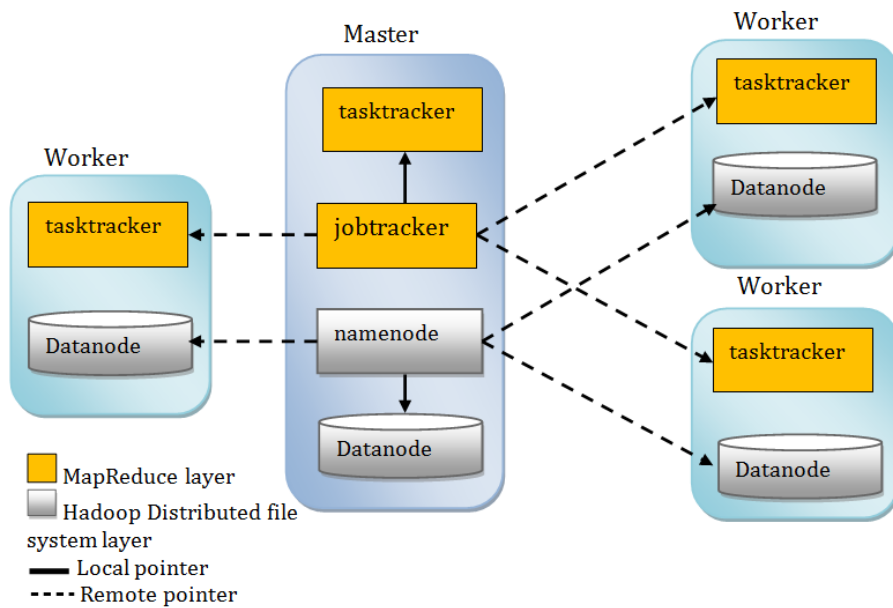 Master
tasktracker
jobtracker
namenode
Datanode
Worker
tasktracker
Datanode
Worker
tasktracker
Datanode
Worker
tasktracker
Datanode
MapReduce layer
Hadoop Distributed file
system layer
Local pointer
Remote pointer